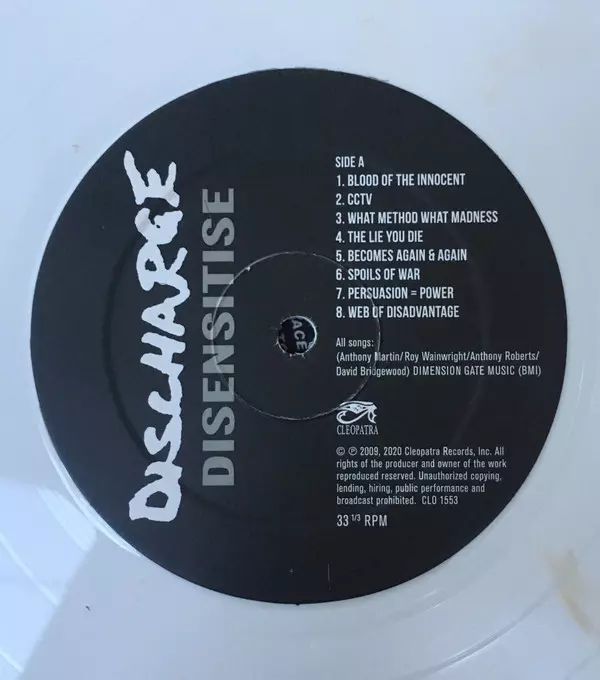 DISCHARGE
DISENSITISE
SIDE A
1. BLOOD OF THE INNOCENT
2. CCTV
3. WHAT METHOD WHAT MADNESS
4. THE LIE YOU DIE
5. BECOMES AGAIN & AGAIN
6. SPOILS OF WAR
7. PERSUASION = POWER
8. WEB OF DISADVANTAGE
All songs:
(Anthony Martin/Roy Wainwright/Anthony Roberts/
David Bridgewood) DIMENSION GATE MUSIC (BMI)
CLEOPATRA
© ℗ 2009, 2020 Cleopatra Records, Inc. All
rights of the producer and owner of the work
reproduced reserved. Unauthorized copying,
lending, hiring, public performance and
broadcast prohibited. CLO 1553
33 1/3 RPM
ACE